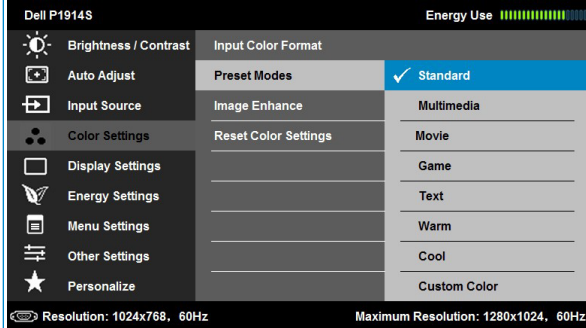 Dell P1914S Energy Use
Brightness / Contrast Input Color Format
Auto Adjust Preset Modes Standard
Input Source Image Enhance Multimedia
Color Settings Reset Color Settings Movie
Display Settings Game
Energy Settings Text
Menu Settings Warm
Other Settings Cool
Personalize Custom Color
Resolution: 1024x768, 60Hz Maximum Resolution: 1280x1024, 60Hz